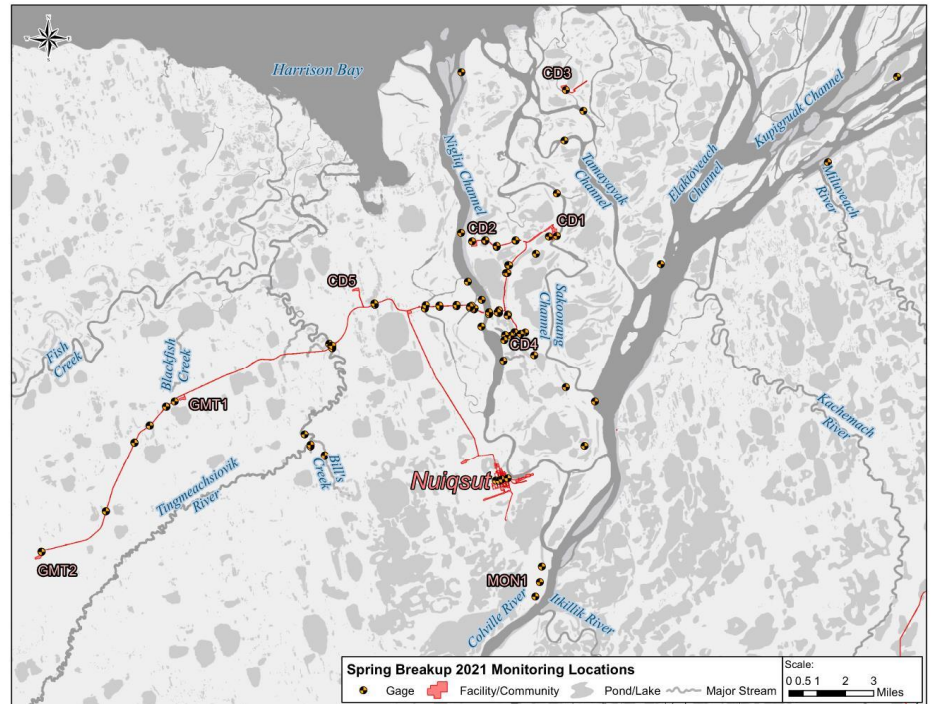 Harrison Bay
CD3
Kupigruak Channel
Nigliq Channel
Tamayayak
Channel
Elaktoveach
Channel
Miluveach
River
CD2
CD1
CD5
Sakoonang
Channel
CD4
Fish
Creek
Blackfish
Creek
GMT1
Kachemach
River
Bill's
Creek
Tingmeachsiovik
River
Nuiqsut
GMT2
MON1
Colville River
Itkillik River
Spring Breakup 2021 Monitoring Locations
Gage
Facility/Community
Pond/Lake
Major Stream
Scale:
0 0.5 1 2 3
Miles